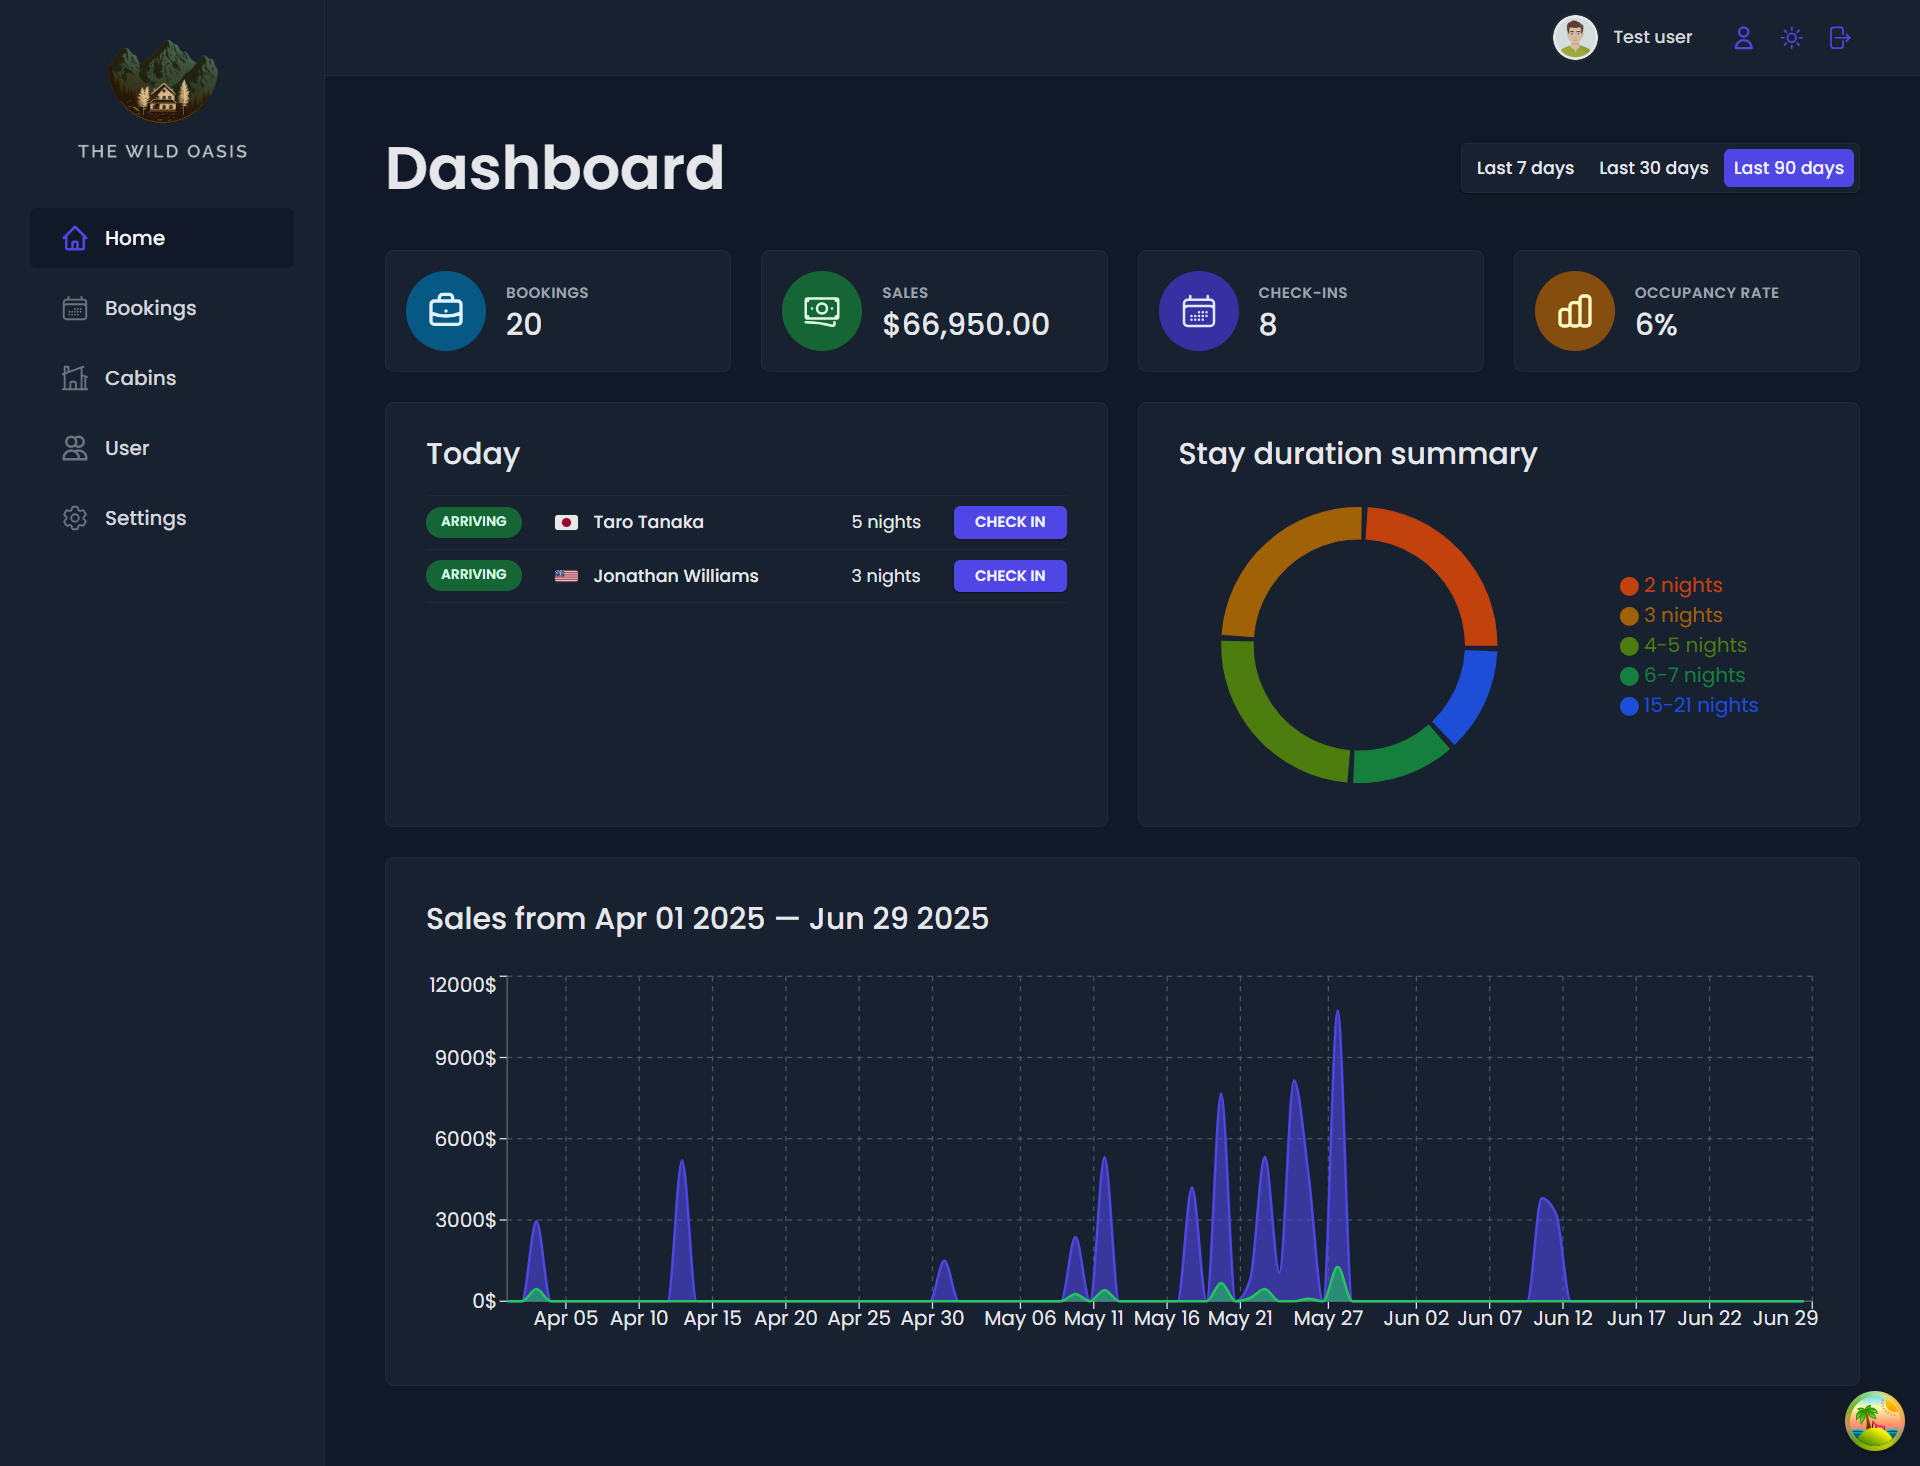 THE WILD OASIS
Home
Bookings
Cabins
User
Settings
Test user
Dashboard
Last 7 days Last 30 days Last 90 days
BOOKINGS
20
SALES
$66,950.00
CHECK-INS
8
OCCUPANCY RATE
6%
Today
ARRIVING Taro Tanaka 5 nights CHECK IN
ARRIVING Jonathan Williams 3 nights CHECK IN
Stay duration summary
2 nights
3 nights
4-5 nights
6-7 nights
15-21 nights
Sales from Apr 01 2025 — Jun 29 2025
12000$
9000$
6000$
3000$
0$
Apr 05 Apr 10 Apr 15 Apr 20 Apr 25 Apr 30 May 06 May 11 May 16 May 21 May 27 Jun 02 Jun 07 Jun 12 Jun 17 Jun 22 Jun 29